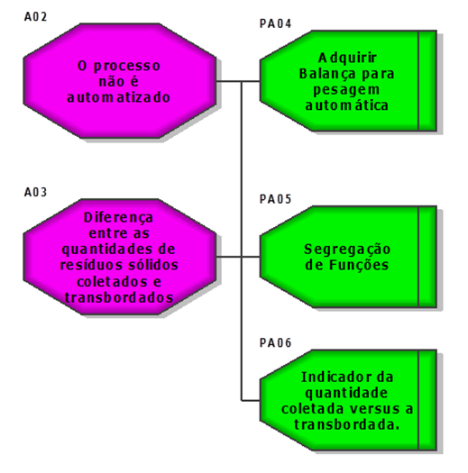 A02
O processo
não é
automatizado
PA04
Adquirir
Balança para
pesagem
automática
A03
Diferença
entre as
quantidades de
resíduos sólidos
coletados e
transbordados
PA05
Segregação
de Funções
PA06
Indicador da
quantidade
coletada versus a
transbordada.